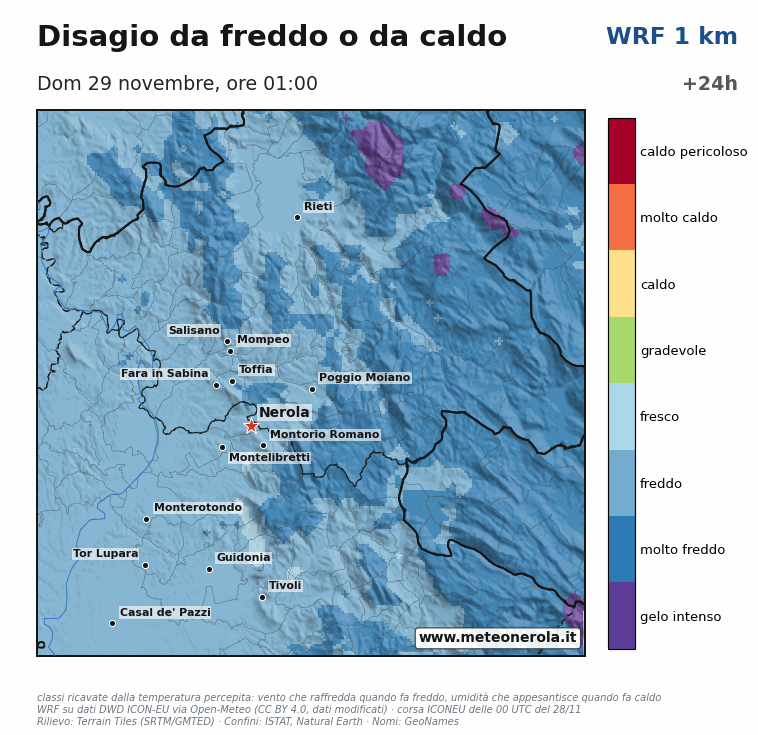 Disagio da freddo o da caldo
WRF 1 km
Dom 29 novembre, ore 01:00
+24h
caldo pericoloso
molto caldo
caldo
gradevole
fresco
freddo
molto freddo
gelo intenso
Rieti
Salisano
Mompeo
Fara in Sabina
Toffia
Poggio Moiano
Nerola
Montorio Romano
Montelibretti
Monterotondo
Tor Lupara
Guidonia
Tivoli
Casal de' Pazzi
www.meteonerola.it
classi ricavate dalla temperatura percepita: vento che raffredda quando fa freddo, umidità che appesantisce quando fa caldo
WRF su dati DWD ICON-EU via Open-Meteo (CC BY 4.0, dati modificati) · corsa ICONEU delle 00 UTC del 28/11
Rilievo: Terrain Tiles (SRTM/GMTED) · Confini: ISTAT, Natural Earth · Nomi: GeoNames